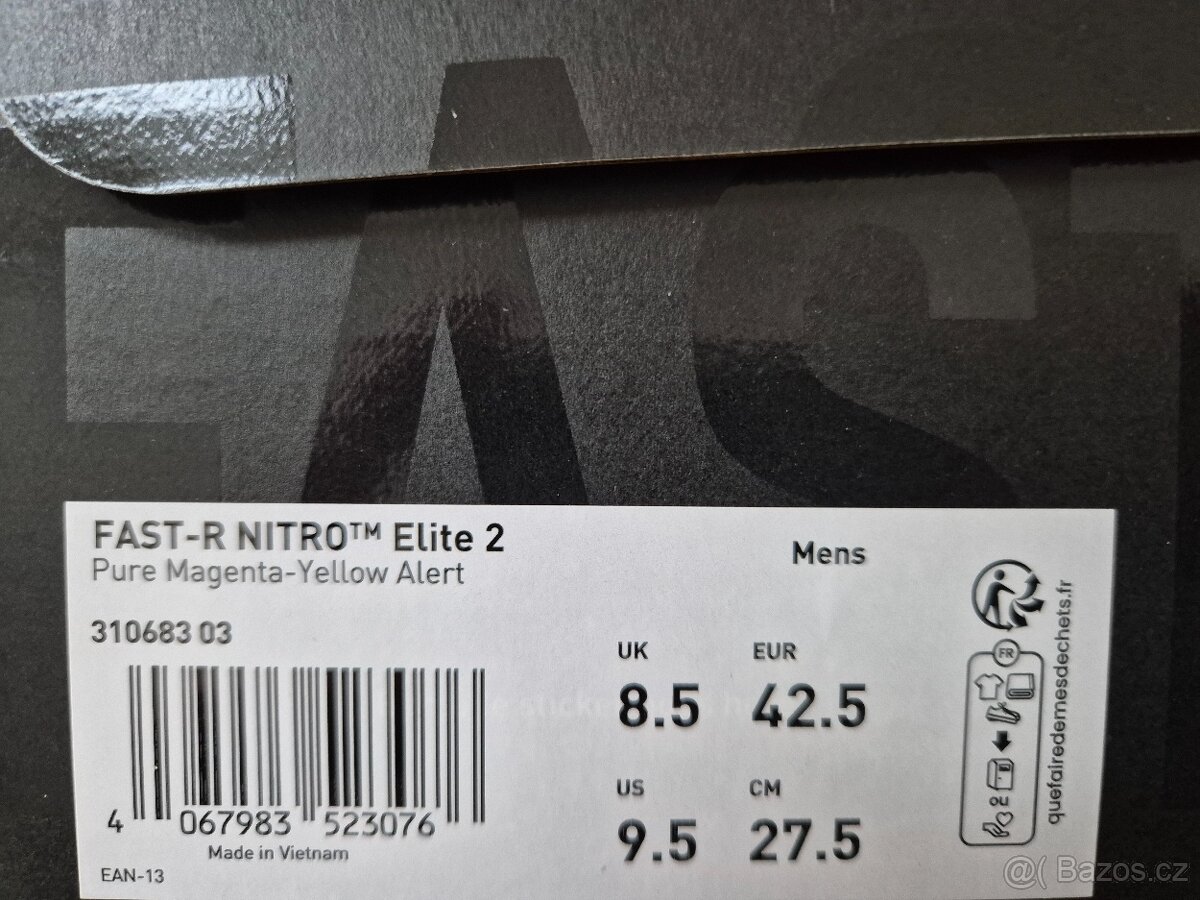 FAST
FAST-R NITRO™ Elite 2
Pure Magenta-Yellow Alert
Mens
310683 03
UK EUR
8.5 42.5
US CM
9.5 27.5
4 067983 523076
Made in Vietnam
EAN-13
FR
quefairedemesdechets.fr
@( Bazos.cz